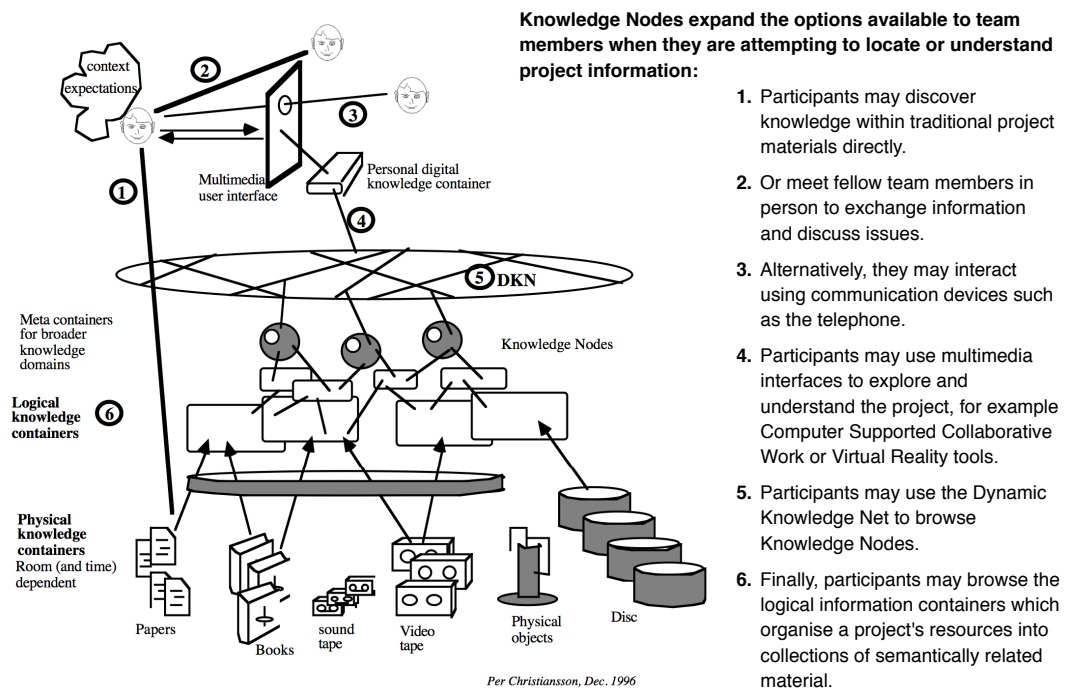 Knowledge Nodes expand the options available to team
members when they are attempting to locate or understand
project information:
context
expectations
2
3
1
Multimedia
user interface
Personal digital
knowledge container
4
5
DKN
Meta containers
for broader
knowledge
domains
Knowledge Nodes
Logical
knowledge
containers
6
Physical
knowledge
containers
Room (and time)
dependent
Papers
Books
sound
tape
Video
tape
Physical
objects
Disc
Per Christiansson, Dec. 1996
1. Participants may discover
knowledge within traditional project
materials directly.
2. Or meet fellow team members in
person to exchange information
and discuss issues.
3. Alternatively, they may interact
using communication devices such
as the telephone.
4. Participants may use multimedia
interfaces to explore and
understand the project, for example
Computer Supported Collaborative
Work or Virtual Reality tools.
5. Participants may use the Dynamic
Knowledge Net to browse
Knowledge Nodes.
6. Finally, participants may browse the
logical information containers which
organise a project's resources into
collections of semantically related
material.